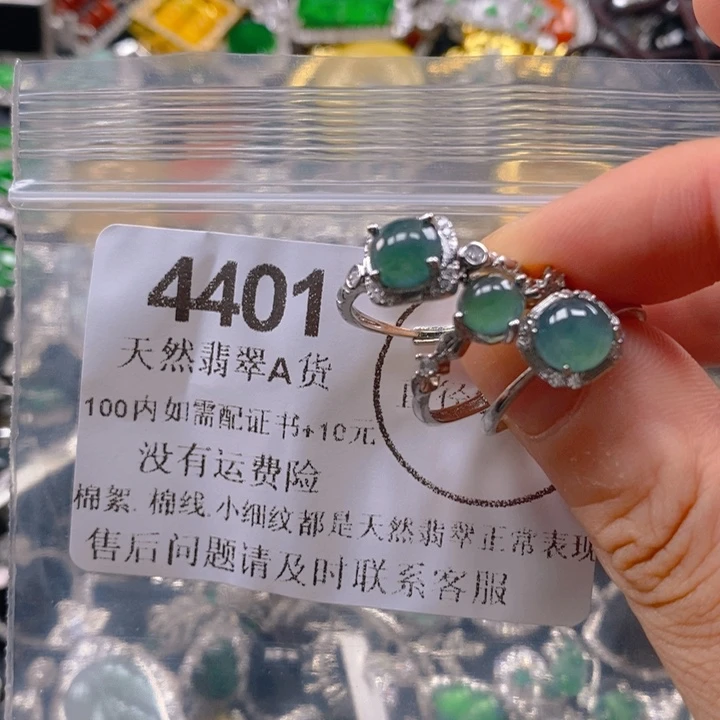 4401
天然翡翠A货
100内如需配证书+10元
没有运费险
棉絮.棉线.小细纹都是天然翡翠正常表现
售后问题请及时联系客服